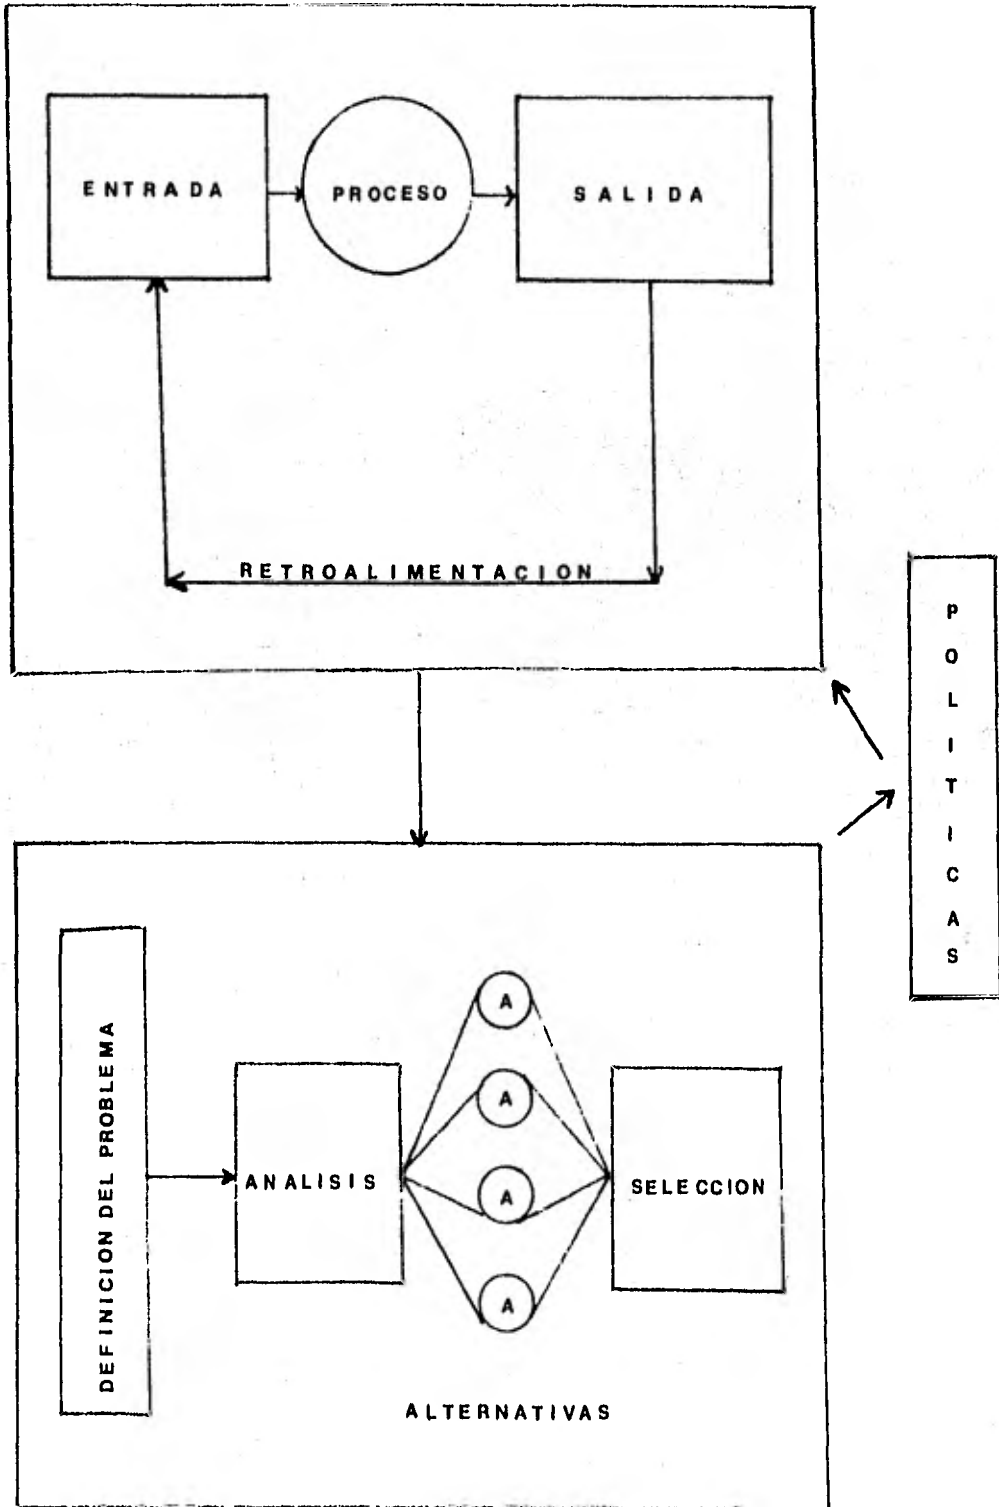 ENTRADA
PROCESO
SALIDA
RETROALIMENTACION
POLITICAS
DEFINICION DEL PROBLEMA
ANALISIS
A
A
A
A
SELECCION
ALTERNATIVAS